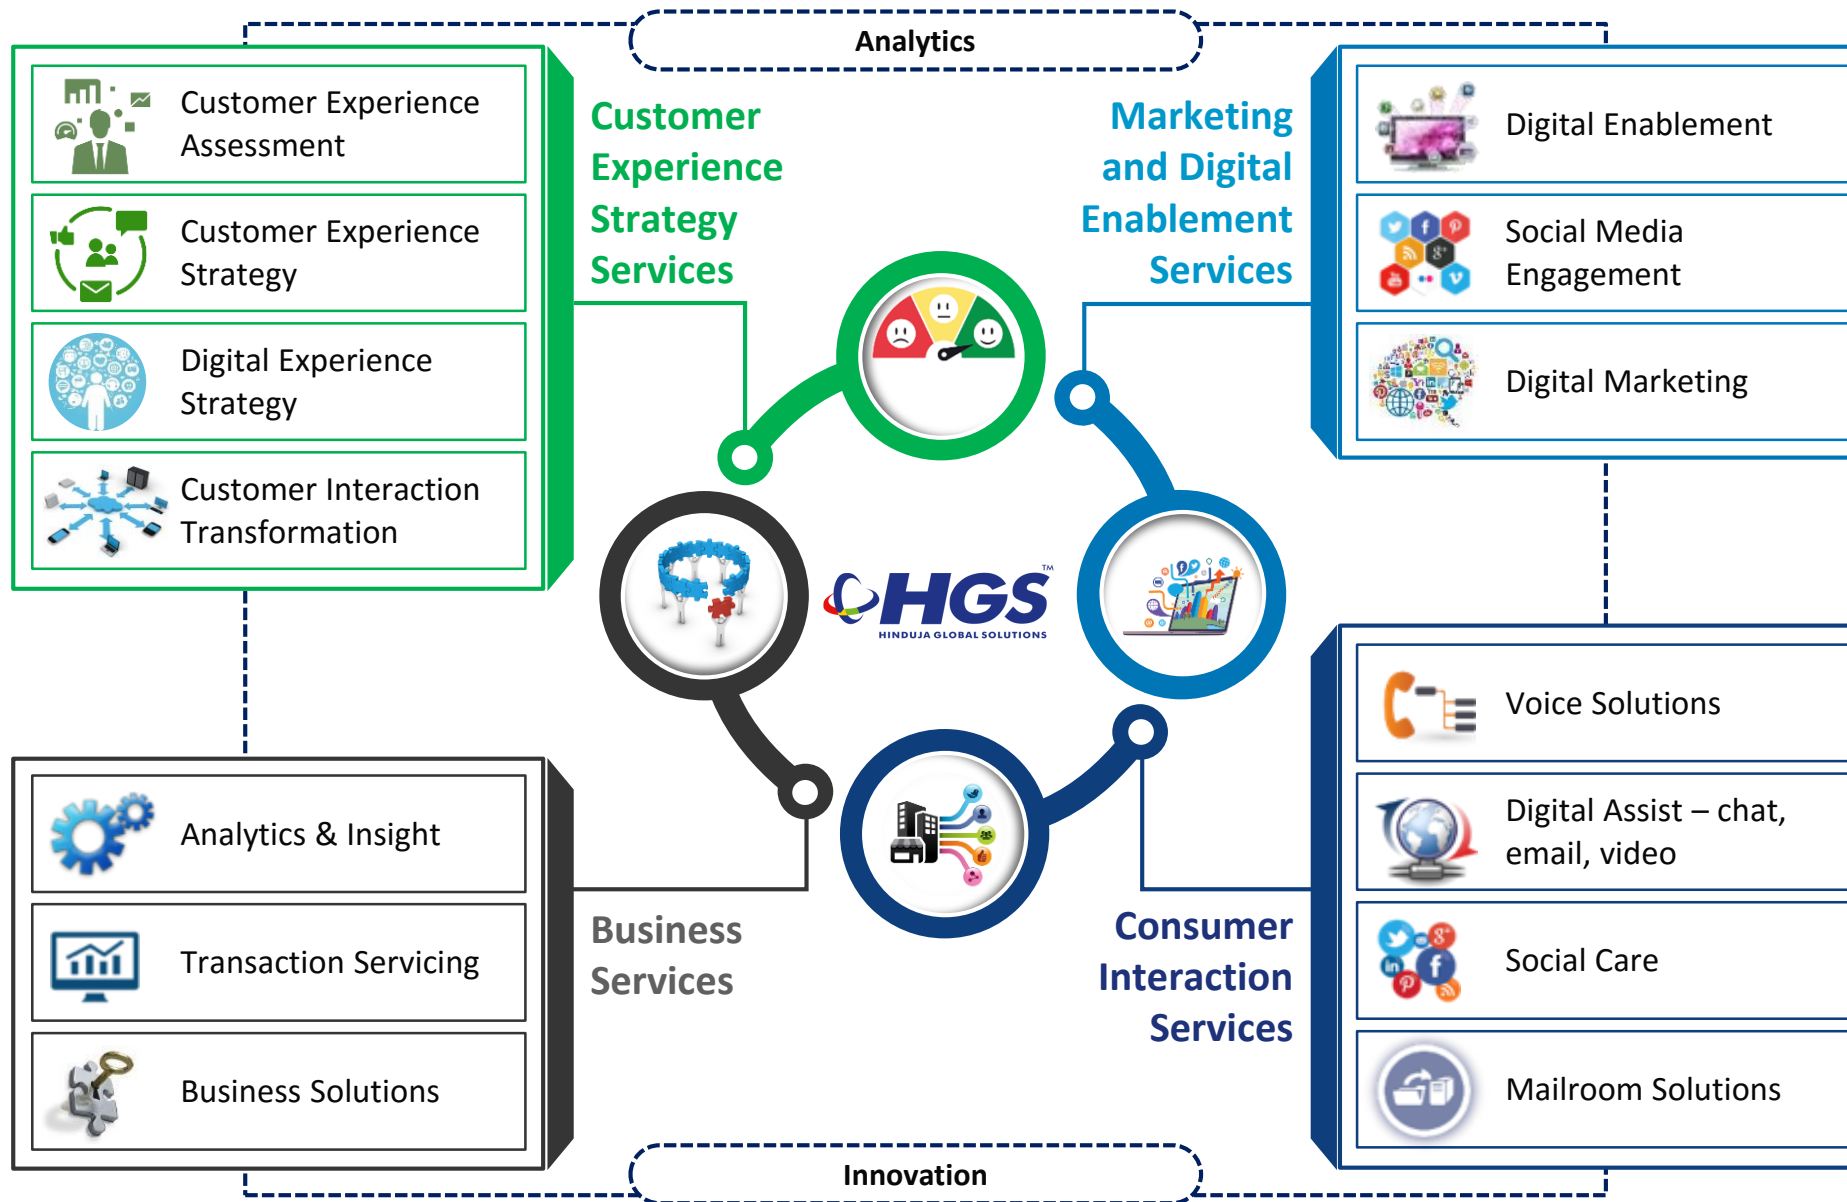 Analytics
Customer Experience
Assessment
Customer Experience
Strategy
Digital Experience
Strategy
Customer Interaction
Transformation
Customer
Experience
Strategy
Services
Marketing
and Digital
Enablement
Services
Digital Enablement
Social Media
Engagement
Digital Marketing
HGS™
HINDUJA GLOBAL SOLUTIONS
Analytics & Insight
Transaction Servicing
Business Solutions
Business
Services
Consumer
Interaction
Services
Voice Solutions
Digital Assist – chat,
email, video
Social Care
Mailroom Solutions
Innovation